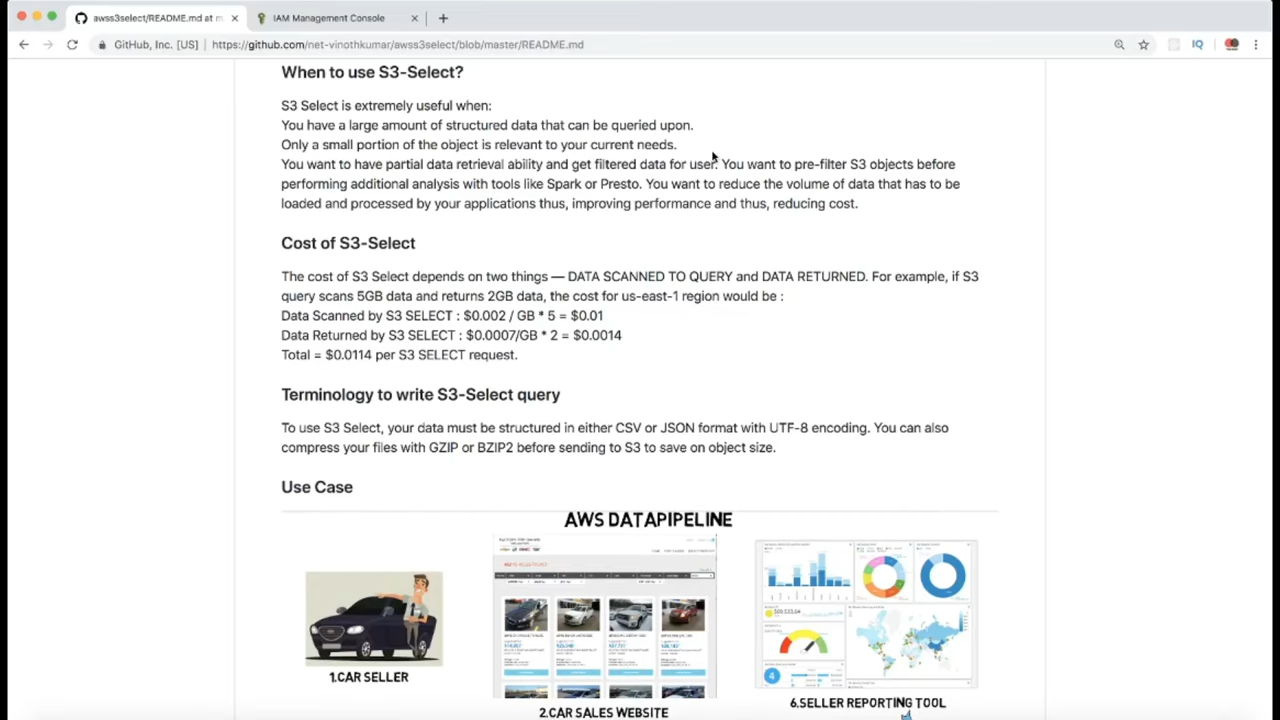 awss3select/README.md at m
IAM Management Console
GitHub, Inc. [US]
https://github.com/net-vinothkumar/awss3select/blob/master/README.md
When to use S3-Select?
S3 Select is extremely useful when:
You have a large amount of structured data that can be queried upon.
Only a small portion of the object is relevant to your current needs.
You want to have partial data retrieval ability and get filtered data for user. You want to pre-filter S3 objects before
performing additional analysis with tools like Spark or Presto. You want to reduce the volume of data that has to be
loaded and processed by your applications thus, improving performance and thus, reducing cost.
Cost of S3-Select
The cost of S3 Select depends on two things — DATA SCANNED TO QUERY and DATA RETURNED. For example, if S3
query scans 5GB data and returns 2GB data, the cost for us-east-1 region would be :
Data Scanned by S3 SELECT : $0.002 / GB * 5 = $0.01
Data Returned by S3 SELECT : $0.0007/GB * 2 = $0.0014
Total = $0.0114 per S3 SELECT request.
Terminology to write S3-Select query
To use S3 Select, your data must be structured in either CSV or JSON format with UTF-8 encoding. You can also
compress your files with GZIP or BZIP2 before sending to S3 to save on object size.
Use Case
AWS DATAPIPELINE
1.CAR SELLER
2.CAR SALES WEBSITE
6.SELLER REPORTING TOOL